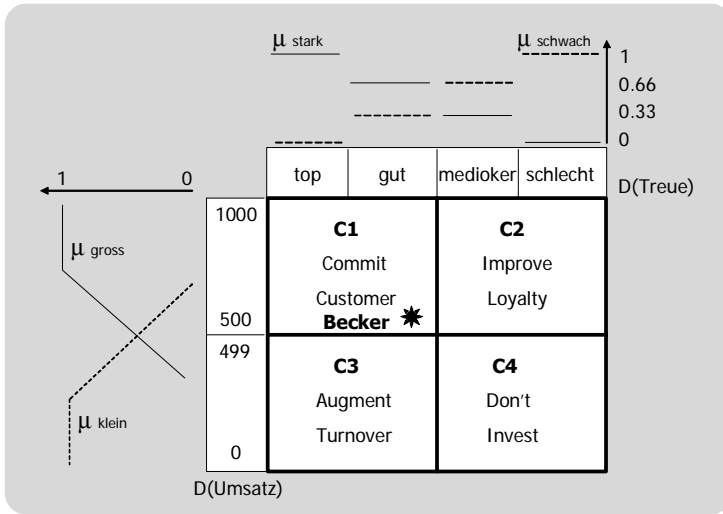 μ stark μ schwach
1
0.66
0.33
0
1 0
top gut medioker schlecht
D(Treue)
1000
C1 C2
μ gross
Commit Improve
Customer Loyalty
500 Becker
499
C3 C4
Augment Don't
μ klein
Turnover Invest
0
D(Umsatz)